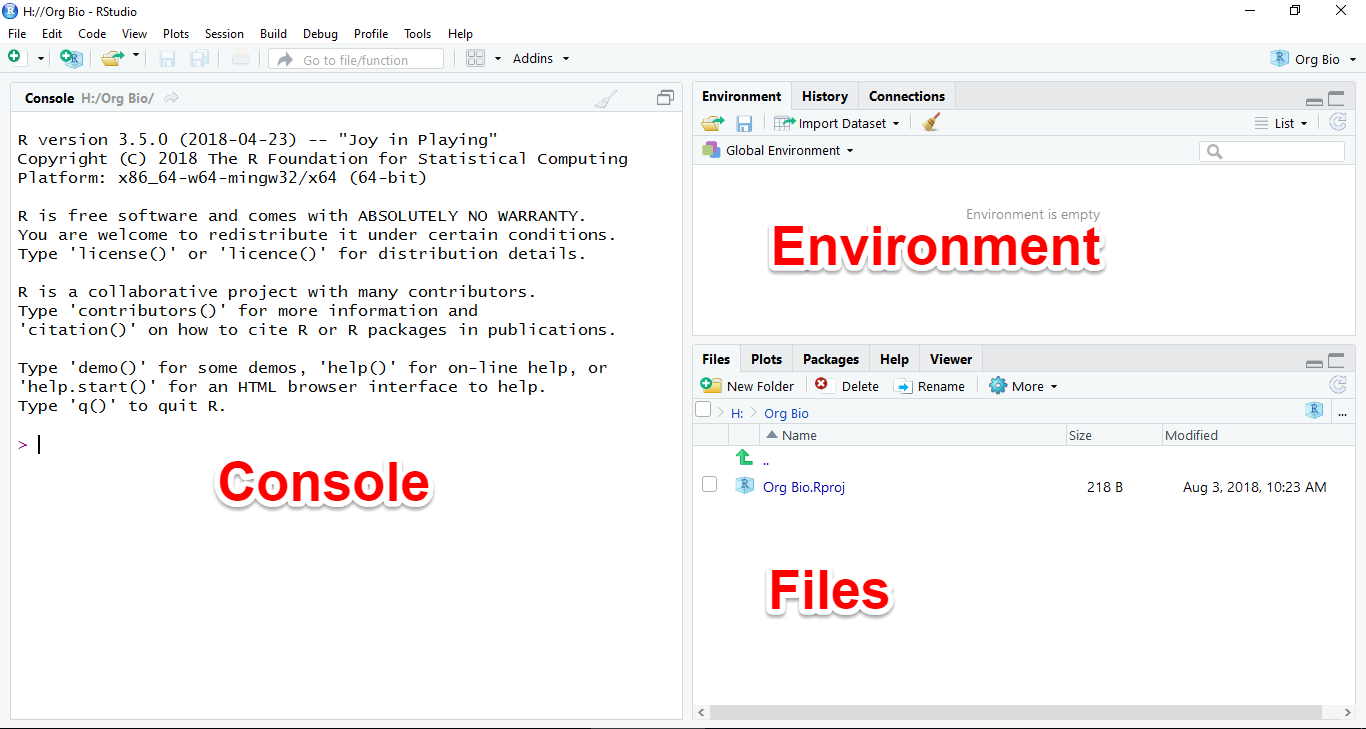 H://Org Bio - RStudio
File Edit Code View Plots Session Build Debug Profile Tools Help
Go to file/function Addins Org Bio
Console H:/Org Bio/
R version 3.5.0 (2018-04-23) -- "Joy in Playing"
Copyright (C) 2018 The R Foundation for Statistical Computing
Platform: x86_64-w64-mingw32/x64 (64-bit)
R is free software and comes with ABSOLUTELY NO WARRANTY.
You are welcome to redistribute it under certain conditions.
Type 'license()' or 'licence()' for distribution details.
R is a collaborative project with many contributors.
Type 'contributors()' for more information and
'citation()' on how to cite R or R packages in publications.
Type 'demo()' for some demos, 'help()' for on-line help, or
'help.start()' for an HTML browser interface to help.
Type 'q()' to quit R.
>
Console
Environment History Connections
Import Dataset List
Global Environment
Environment is empty
Environment
Files Plots Packages Help Viewer
New Folder Delete Rename More
H: Org Bio ...
Name Size Modified
..
Org Bio.Rproj 218 B Aug 3, 2018, 10:23 AM
Files